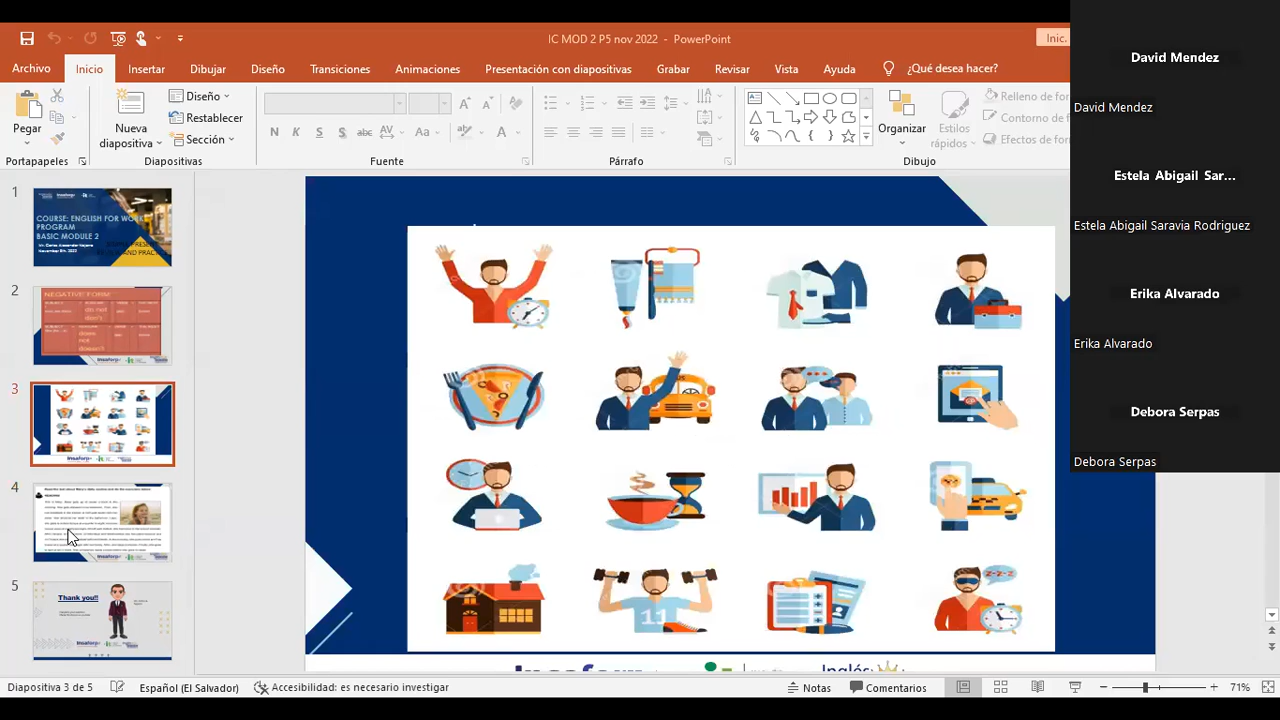 IC MOD 2 P5 nov 2022 - PowerPoint
Inic.
Archivo Inicio Insertar Dibujar Diseño Transiciones Animaciones Presentación con diapositivas Grabar Revisar Vista Ayuda ¿Qué desea hacer?
Pegar
Nueva diapositiva
Diseño
Restablecer
Sección
N K S S abc AV Aa A
Organizar
Estilos rápidos
Relleno de for
Contorno de
Efectos de for
Portapapeles Diapositivas Fuente Párrafo Dibujo
1
COURSE: ENGLISH FOR WORK
PROGRAM
BASIC MODULE 2
2
NEGATIVE FORM
3
4
5
Thank you!!
11
z-z-z
Inglés
David Mendez
David Mendez
Estela Abigail Sar...
Estela Abigail Saravia Rodriguez
Erika Alvarado
Erika Alvarado
Debora Serpas
Debora Serpas
Diapositiva 3 de 5 Español (El Salvador) Accesibilidad: es necesario investigar Notas Comentarios 71%